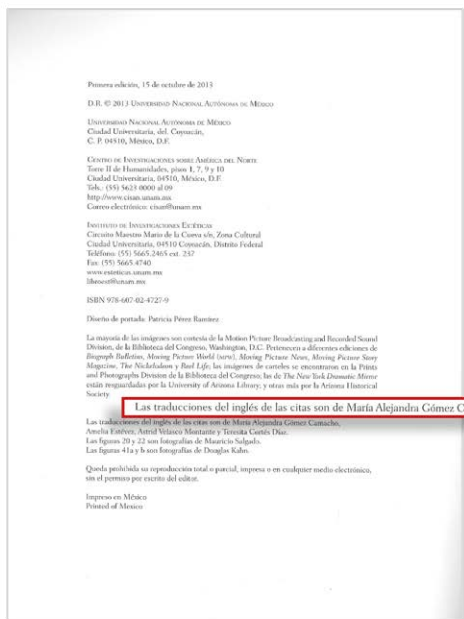 Primera edición, 15 de octubre de 2013
D.R. © 2013 UNIVERSIDAD NACIONAL AUTÓNOMA DE MÉXICO
UNIVERSIDAD NACIONAL AUTÓNOMA DE MÉXICO
Ciudad Universitaria, del. Coyoacán,
C. P. 04510, México, D.F.
CENTRO DE INVESTIGACIONES SOBRE AMÉRICA DEL NORTE
Torre II de Humanidades, pisos 1, 7, 9 y 10
Ciudad Universitaria, 04510, México, D.F.
Tels.: (55) 5623 0000 al 09
http://www.cisan.unam.mx
Correo electrónico: cisan@unam.mx
INSTITUTO DE INVESTIGACIONES ESTÉTICAS
Circuito Maestro Mario de la Cueva s/n, Zona Cultural
Ciudad Universitaria, 04510 Coyoacán, Distrito Federal
Teléfono: (55) 5665.2465 ext. 237
Fax: (55) 5665.4740
www.esteticas.unam.mx
libroest@unam.mx
ISBN 978-607-02-4727-9
Diseño de portada: Patricia Pérez Ramírez
La mayoría de las imágenes son cortesía de la Motion Picture Broadcasting and Recorded Sound
Division, de la Biblioteca del Congreso, Washington, D.C. Pertenecen a diferentes ediciones de
Biograph Bulletins, Moving Picture World (MPW), Moving Picture News, Moving Picture Story
Magazine, The Nickelodeon y Reel Life; las imágenes de carteles se encontraron en la Prints
and Photographs Division de la Biblioteca del Congreso; las de The New York Dramatic Mirror
están resguardadas por la University of Arizona Library; y otras más por la Arizona Historical
Society.
Las traducciones del inglés de las citas son de María Alejandra Gómez C
Las traducciones del inglés de las citas son de María Alejandra Gómez Camacho,
Amelia Estévez, Astrid Velasco Montante y Teresita Cortés Díaz.
Las figuras 20 y 22 son fotografías de Mauricio Salgado.
Las figuras 41a y b son fotografías de Douglas Kahn.
Queda prohibida su reproducción total o parcial, impresa o en cualquier medio electrónico,
sin el permiso por escrito del editor.
Impreso en México
Printed of Mexico